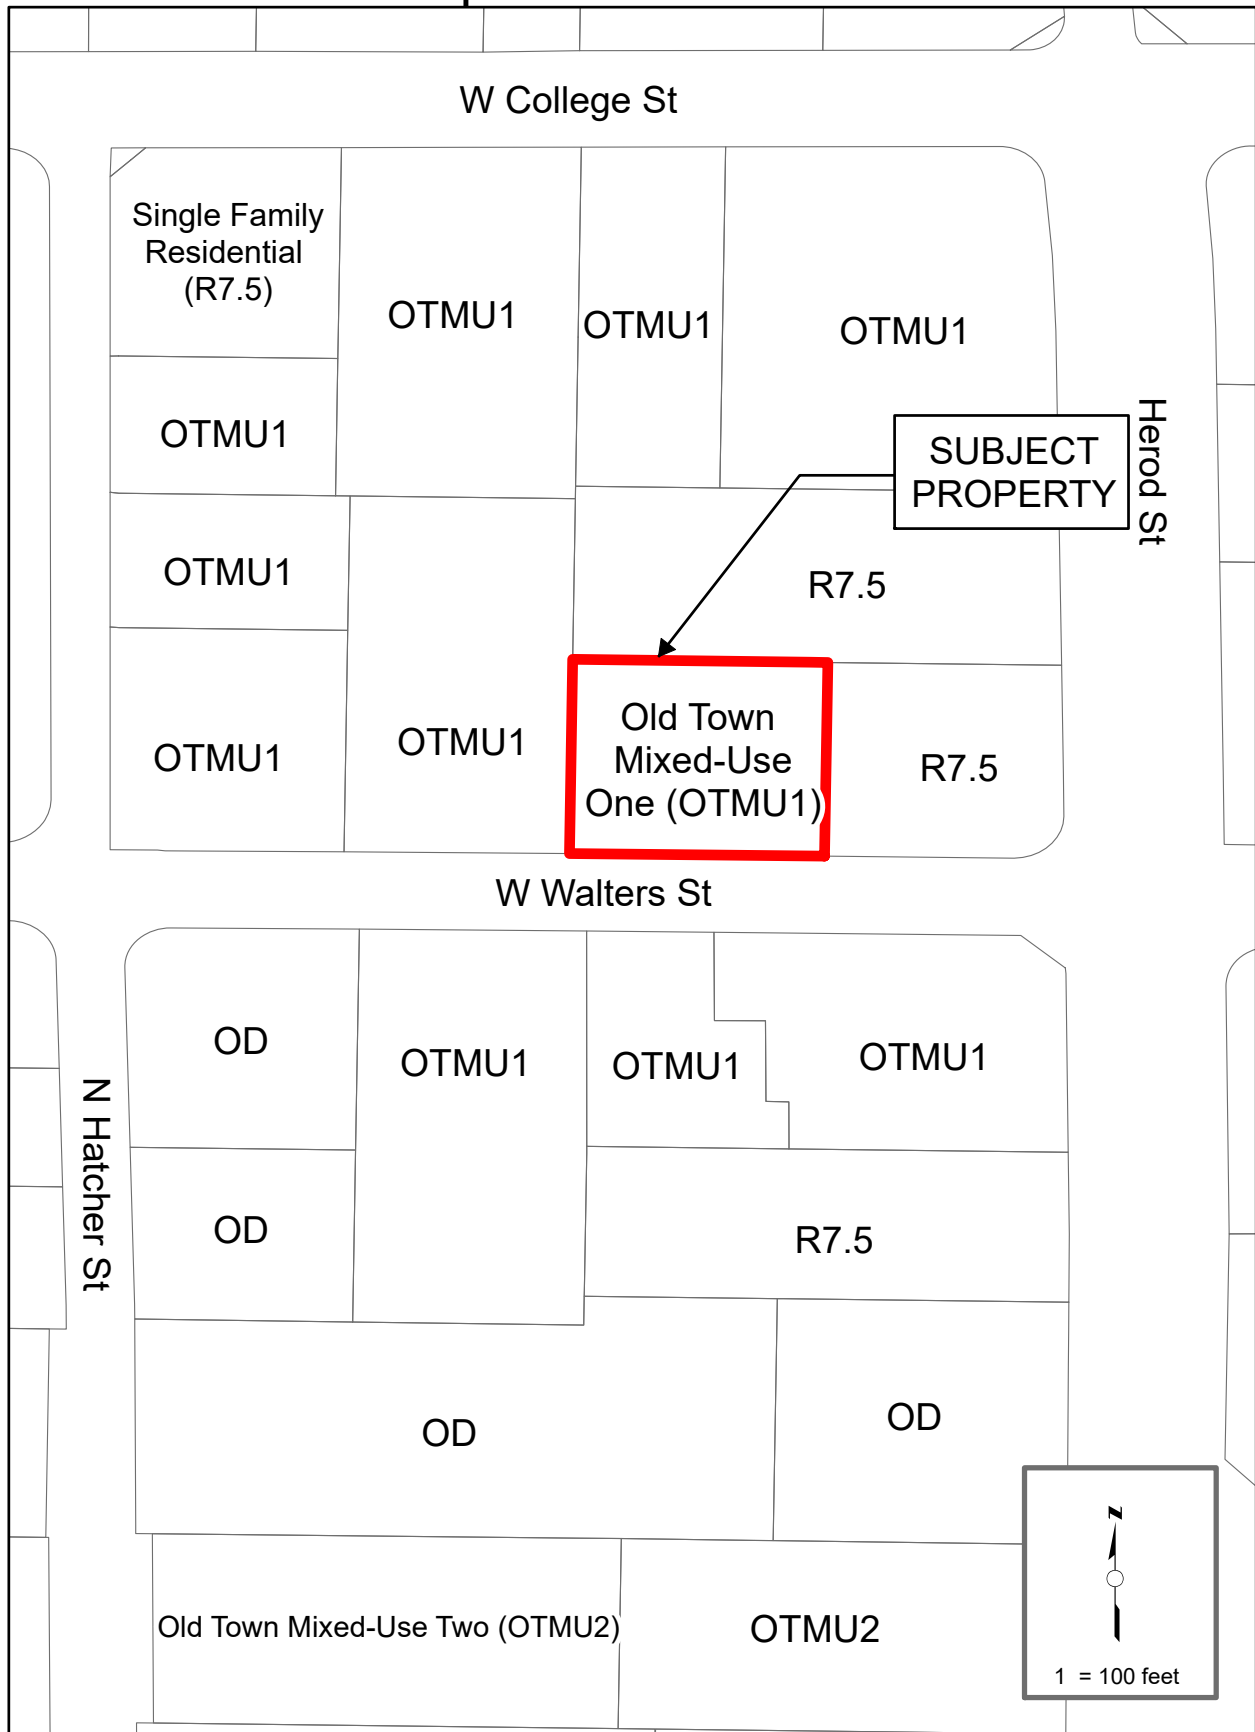 W College St
Single Family
Residential
(R7.5)
OTMU1
OTMU1
OTMU1
OTMU1
SUBJECT
PROPERTY
Herod St
OTMU1
R7.5
OTMU1
OTMU1
Old Town
Mixed-Use
One (OTMU1)
R7.5
W Walters St
OD
OTMU1
OTMU1
OTMU1
N Hatcher St
OD
R7.5
OD
OD
Old Town Mixed-Use Two (OTMU2)
OTMU2
z
1 = 100 feet